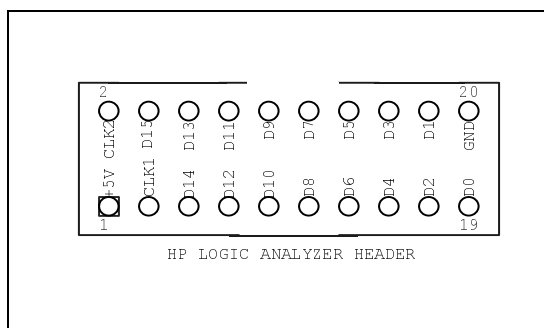 2 20
CLK2 D15 D13 D11 D9 D7 D5 D3 D1 GND
+5V CLK1 D14 D12 D10 D8 D6 D4 D2 D0
1 19
HP LOGIC ANALYZER HEADER